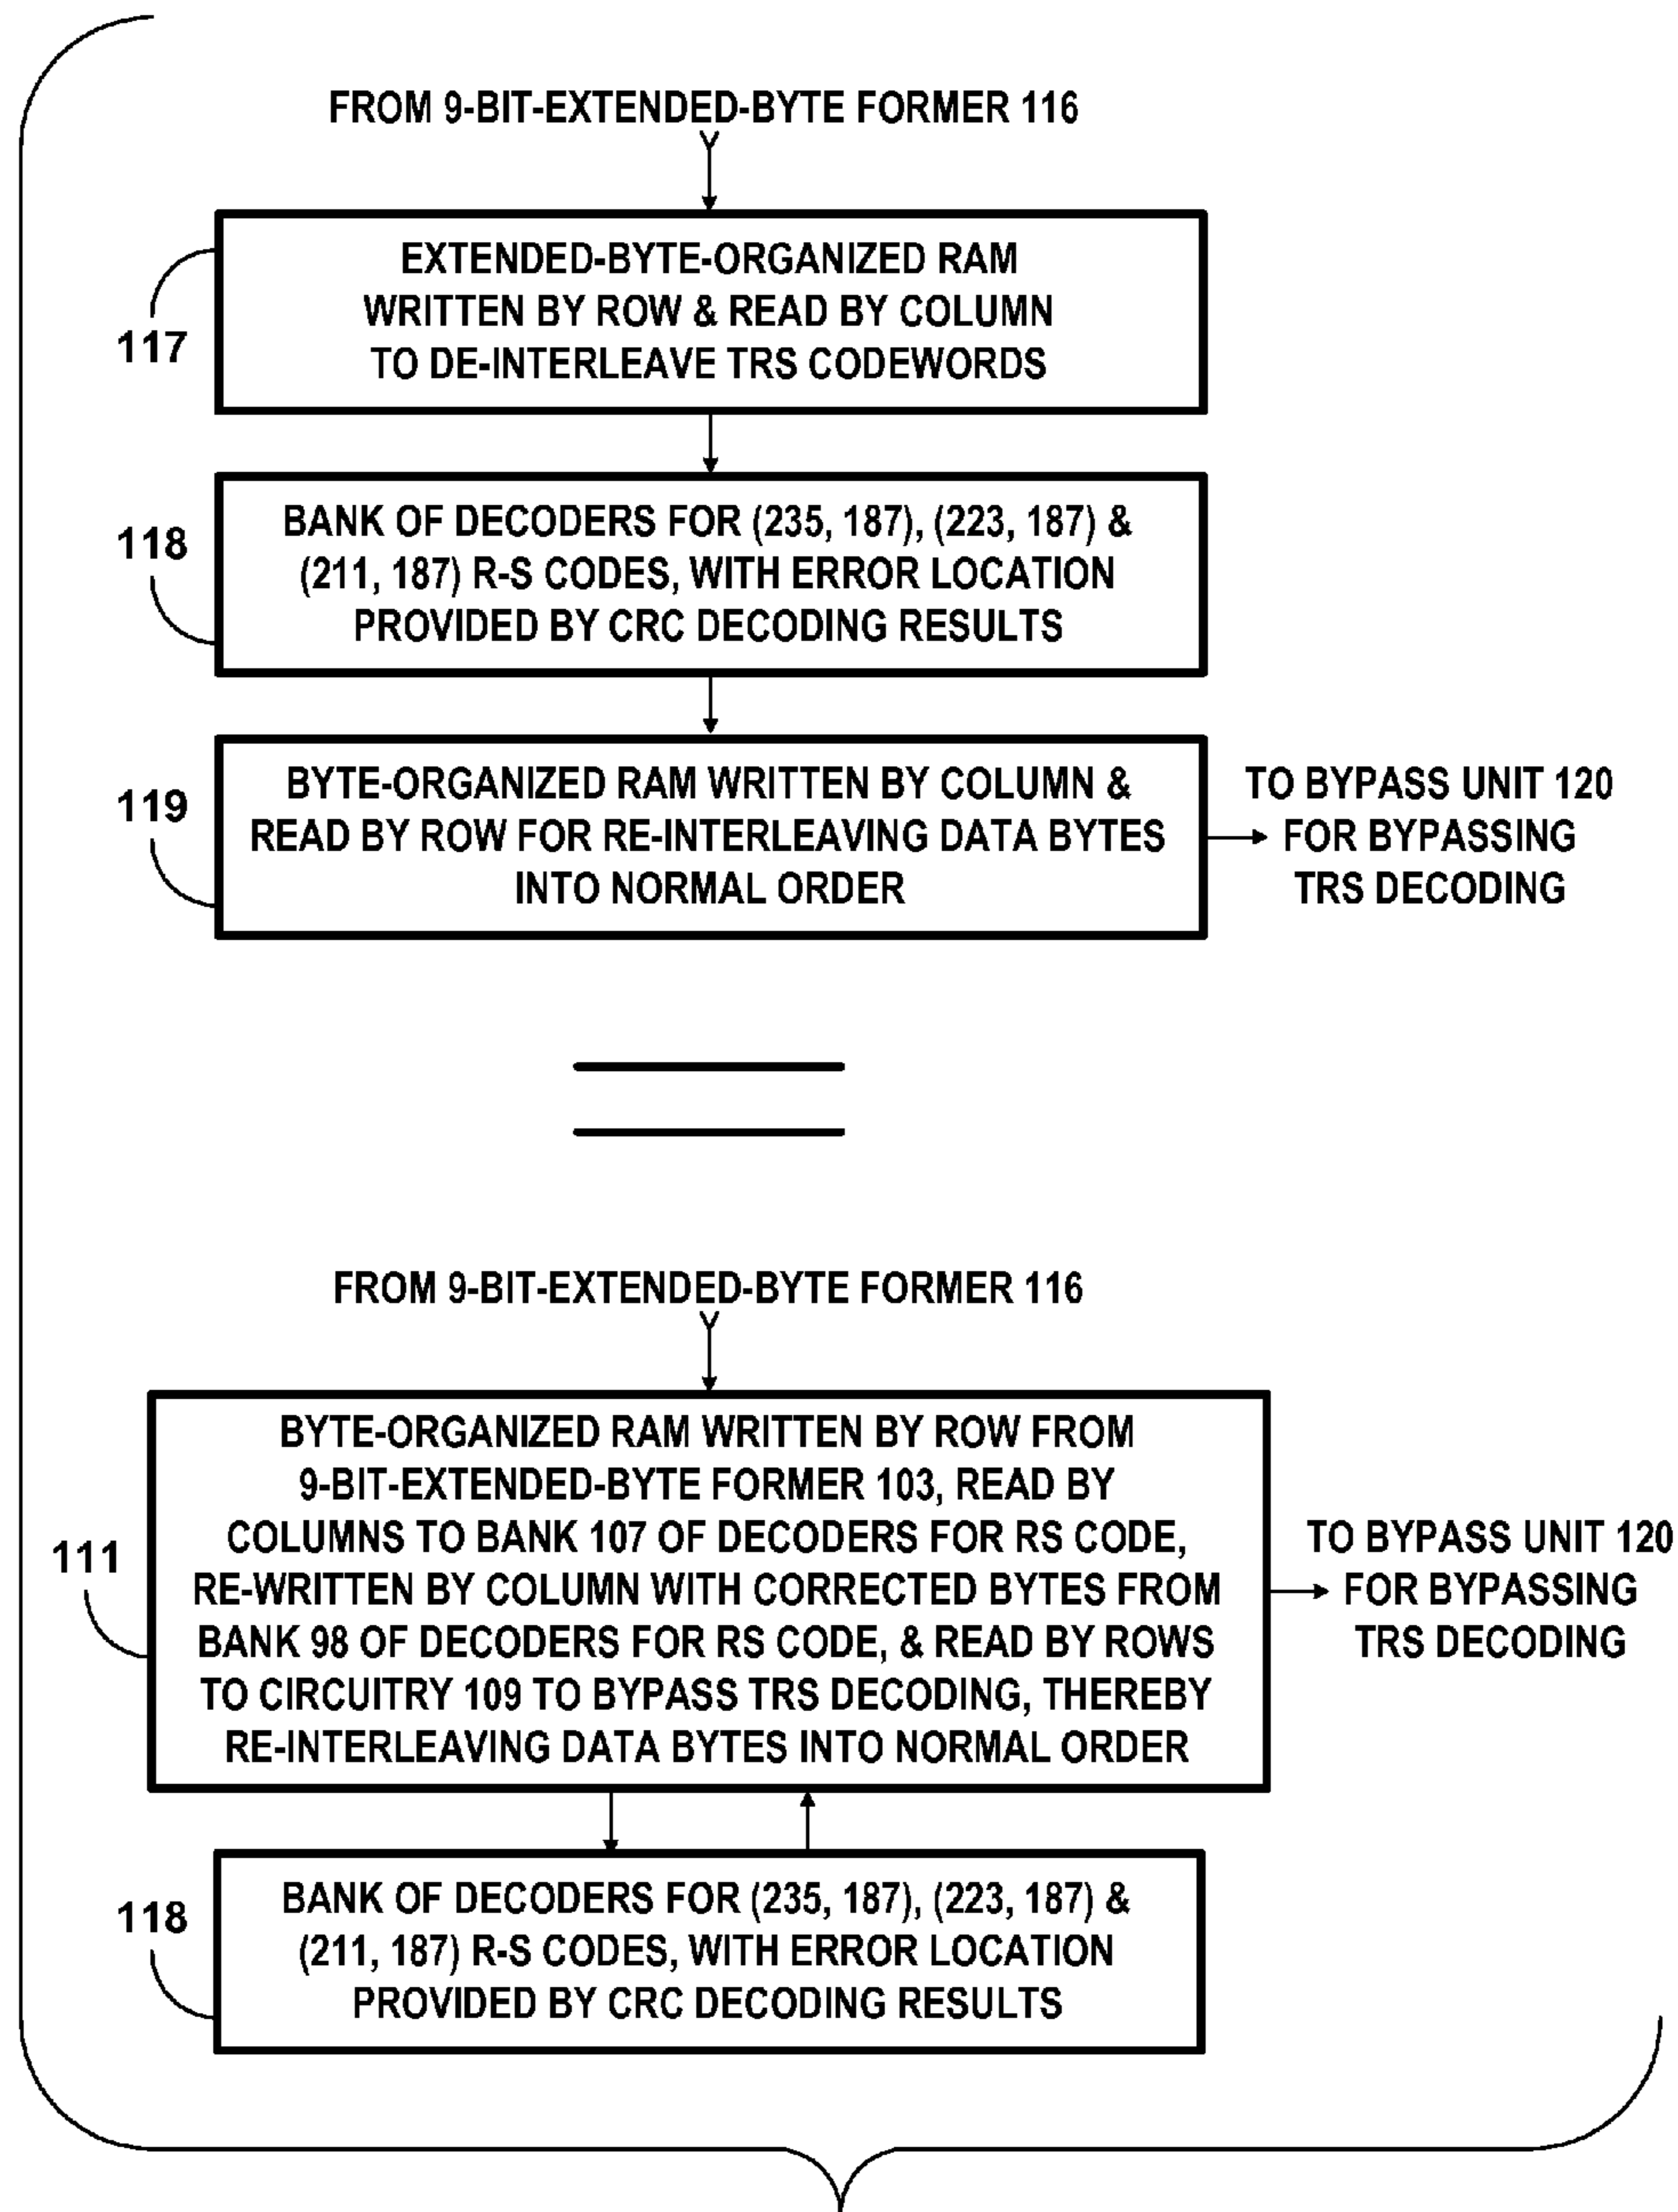 FROM 9-BIT-EXTENDED-BYTE FORMER 116
EXTENDED-BYTE-ORGANIZED RAM
WRITTEN BY ROW & READ BY COLUMN
TO DE-INTERLEAVE TRS CODEWORDS
117
BANK OF DECODERS FOR (235, 187), (223, 187) &
(211, 187) R-S CODES, WITH ERROR LOCATION
PROVIDED BY CRC DECODING RESULTS
118
BYTE-ORGANIZED RAM WRITTEN BY COLUMN &
READ BY ROW FOR RE-INTERLEAVING DATA BYTES
INTO NORMAL ORDER
119
TO BYPASS UNIT 120
FOR BYPASSING
TRS DECODING
FROM 9-BIT-EXTENDED-BYTE FORMER 116
BYTE-ORGANIZED RAM WRITTEN BY ROW FROM
9-BIT-EXTENDED-BYTE FORMER 103, READ BY
COLUMNS TO BANK 107 OF DECODERS FOR RS CODE,
RE-WRITTEN BY COLUMN WITH CORRECTED BYTES FROM
BANK 98 OF DECODERS FOR RS CODE, & READ BY ROWS
TO CIRCUITRY 109 TO BYPASS TRS DECODING, THEREBY
RE-INTERLEAVING DATA BYTES INTO NORMAL ORDER
111
TO BYPASS UNIT 120
FOR BYPASSING
TRS DECODING
BANK OF DECODERS FOR (235, 187), (223, 187) &
(211, 187) R-S CODES, WITH ERROR LOCATION
PROVIDED BY CRC DECODING RESULTS
118